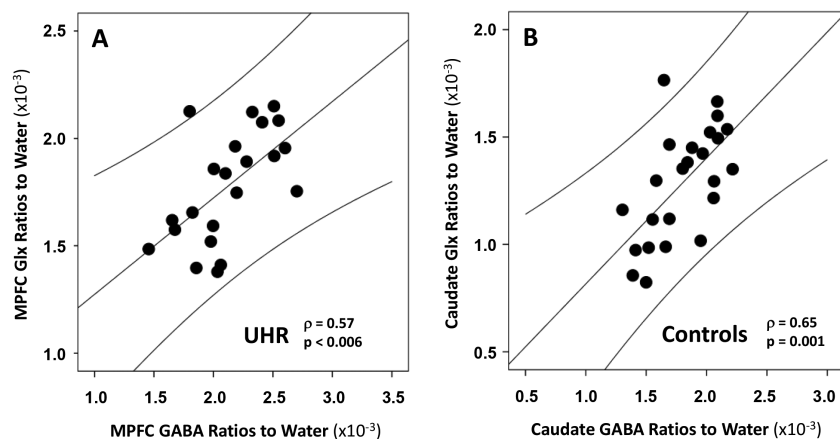 A
2.5
2.0
1.5
1.0
MPFC Glx Ratios to Water (x10⁻³)
UHR
ρ = 0.57
p < 0.006
1.0 1.5 2.0 2.5 3.0 3.5
MPFC GABA Ratios to Water (x10⁻³)
B
2.0
1.5
1.0
0.5
Caudate Glx Ratios to Water (x10⁻³)
Controls
ρ = 0.65
p = 0.001
0.5 1.0 1.5 2.0 2.5 3.0
Caudate GABA Ratios to Water (x10⁻³)